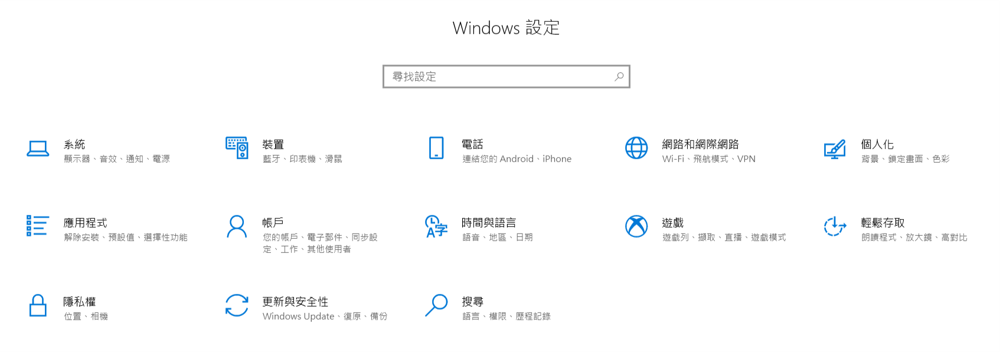 Windows 設定
尋找設定
系統
顯示器、音效、通知、電源
裝置
藍牙、印表機、滑鼠
電話
連結您的 Android、iPhone
網路和網際網路
Wi-Fi、飛航模式、VPN
個人化
背景、鎖定畫面、色彩
應用程式
解除安裝、預設值、選擇性功能
帳戶
您的帳戶、電子郵件、同步設
定、工作、其他使用者
時間與語言
語音、地區、日期
遊戲
遊戲列、擷取、直播、遊戲模式
輕鬆存取
朗讀程式、放大鏡、高對比
隱私權
位置、相機
更新與安全性
Windows Update、復原、備份
搜尋
語言、權限、歷程記錄